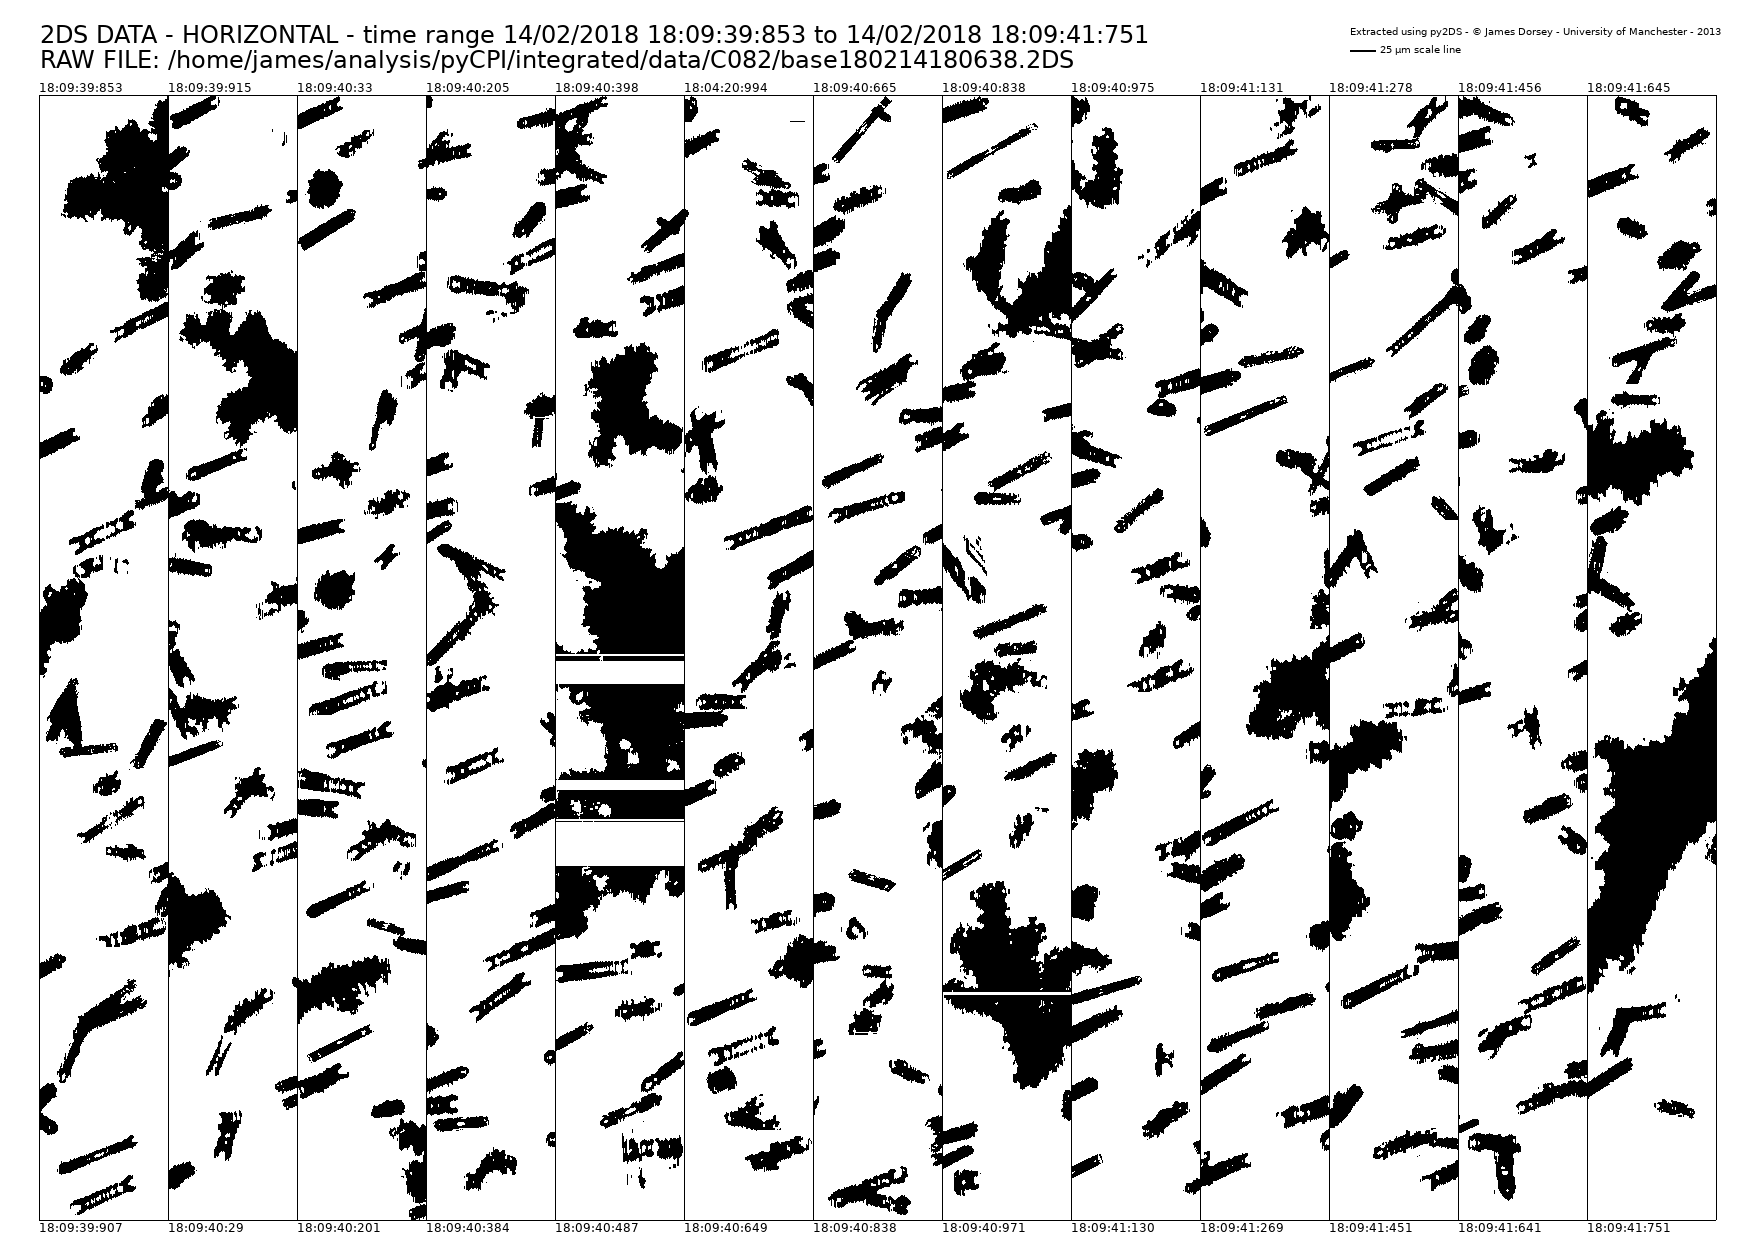 2DS DATA - HORIZONTAL - time range 14/02/2018 18:09:39:853 to 14/02/2018 18:09:41:751
RAW FILE: /home/james/analysis/pyCPI/integrated/data/C082/base180214180638.2DS
Extracted using py2DS - © James Dorsey - University of Manchester - 2013
25 µm scale line
18:09:39:853 18:09:39:915 18:09:40:33 18:09:40:205 18:09:40:398 18:04:20:994 18:09:40:665 18:09:40:838 18:09:40:975 18:09:41:131 18:09:41:278 18:09:41:456 18:09:41:645
18:09:39:907 18:09:40:29 18:09:40:201 18:09:40:384 18:09:40:487 18:09:40:649 18:09:40:838 18:09:40:971 18:09:41:130 18:09:41:269 18:09:41:451 18:09:41:641 18:09:41:751